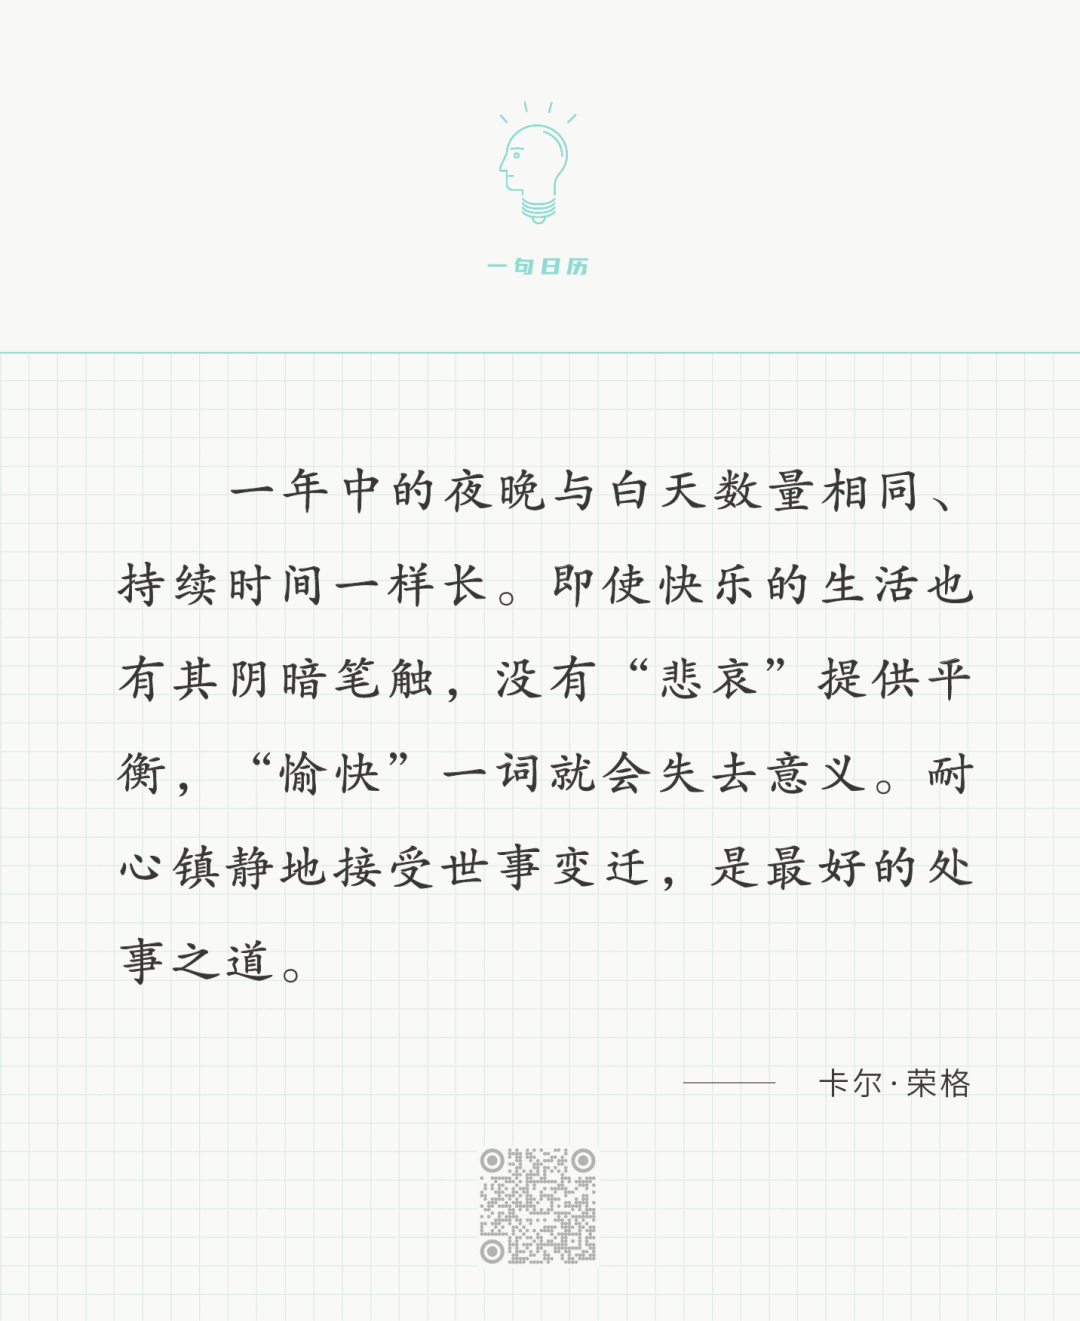 一句日历
一年中的夜晚与白天数量相同、
持续时间一样长。即使快乐的生活也
有其阴暗笔触，没有“悲哀”提供平
衡，“愉快”一词就会失去意义。耐
心镇静地接受世事变迁，是最好的处
事之道。
—— 卡尔·荣格